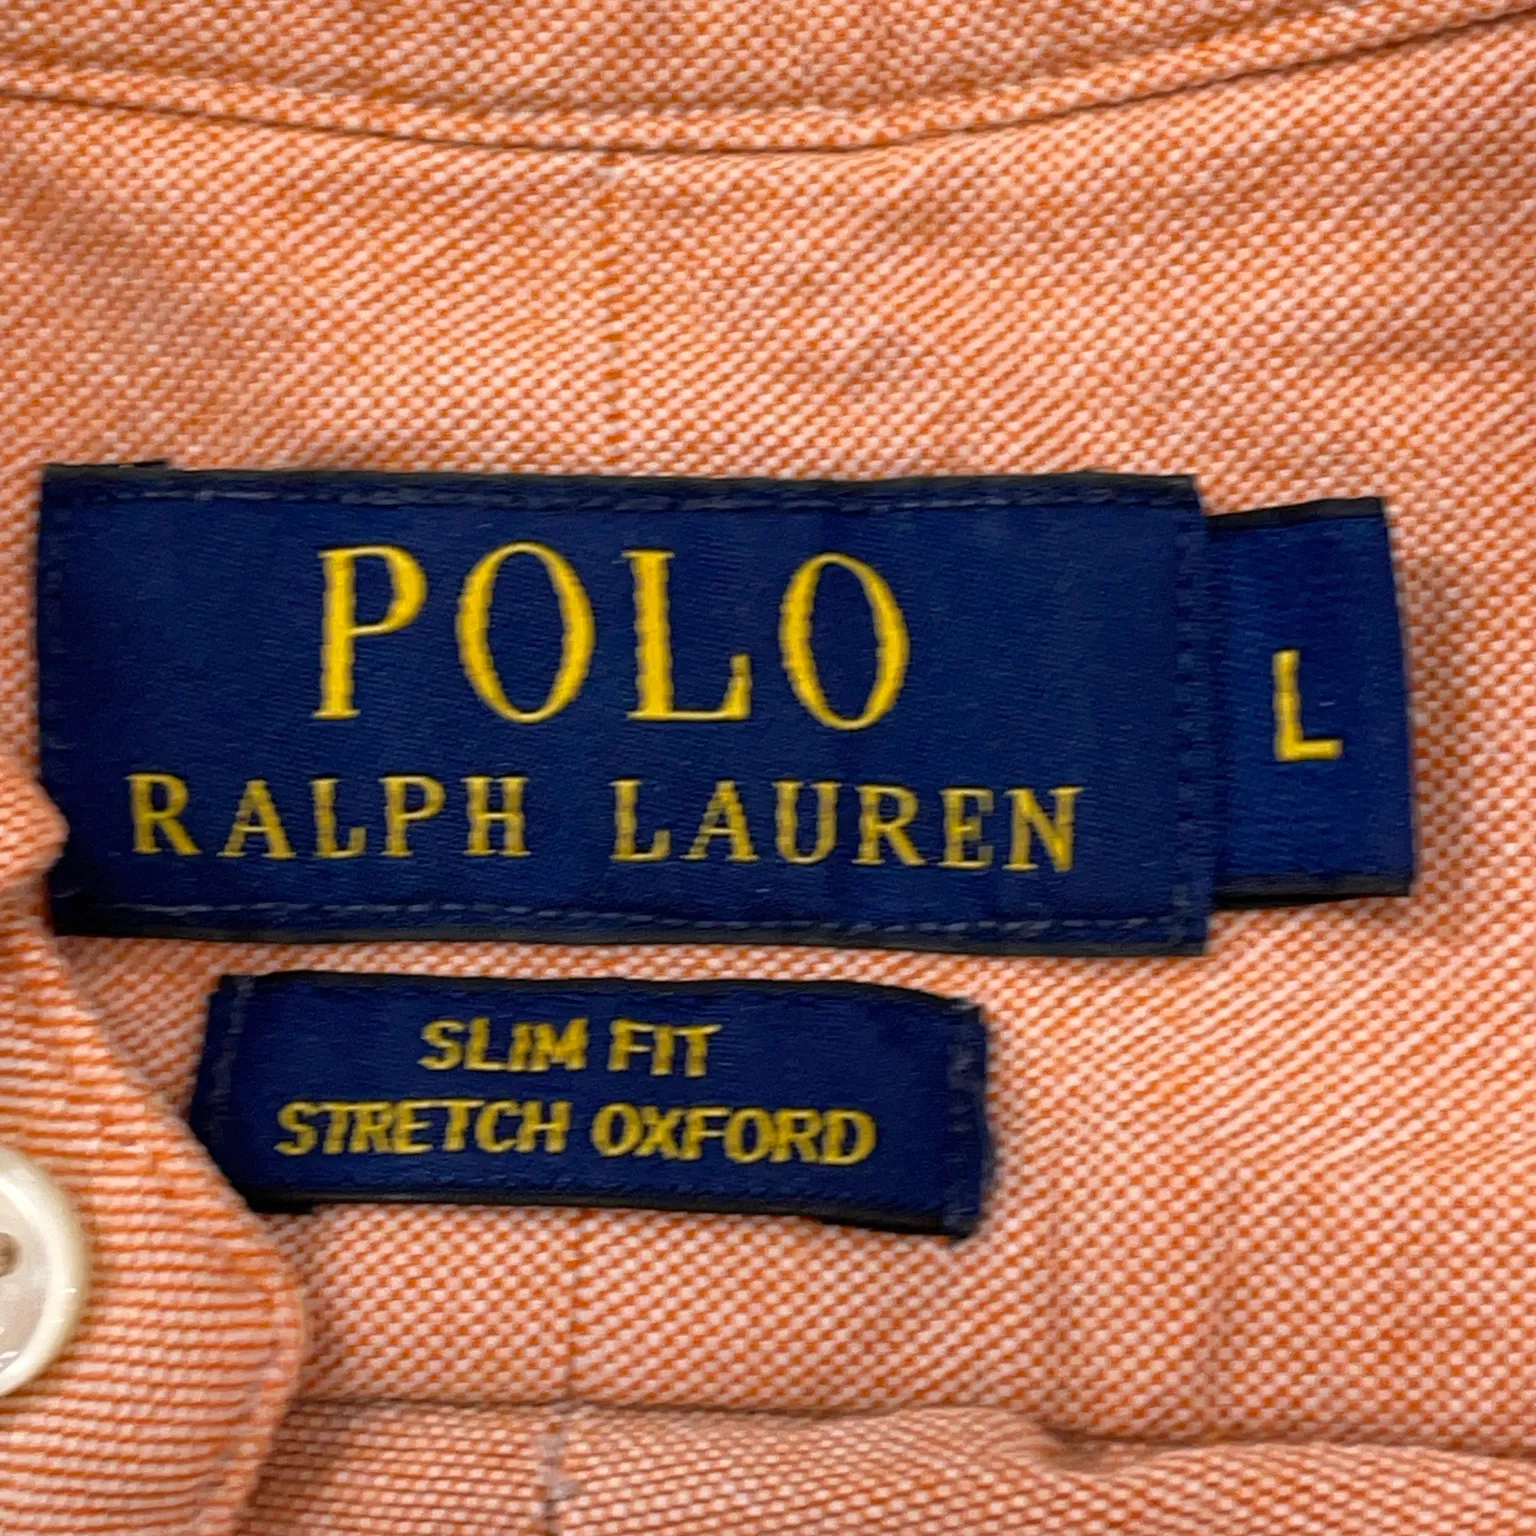 POLO
RALPH LAUREN
L
SLIM FIT
STRETCH OXFORD